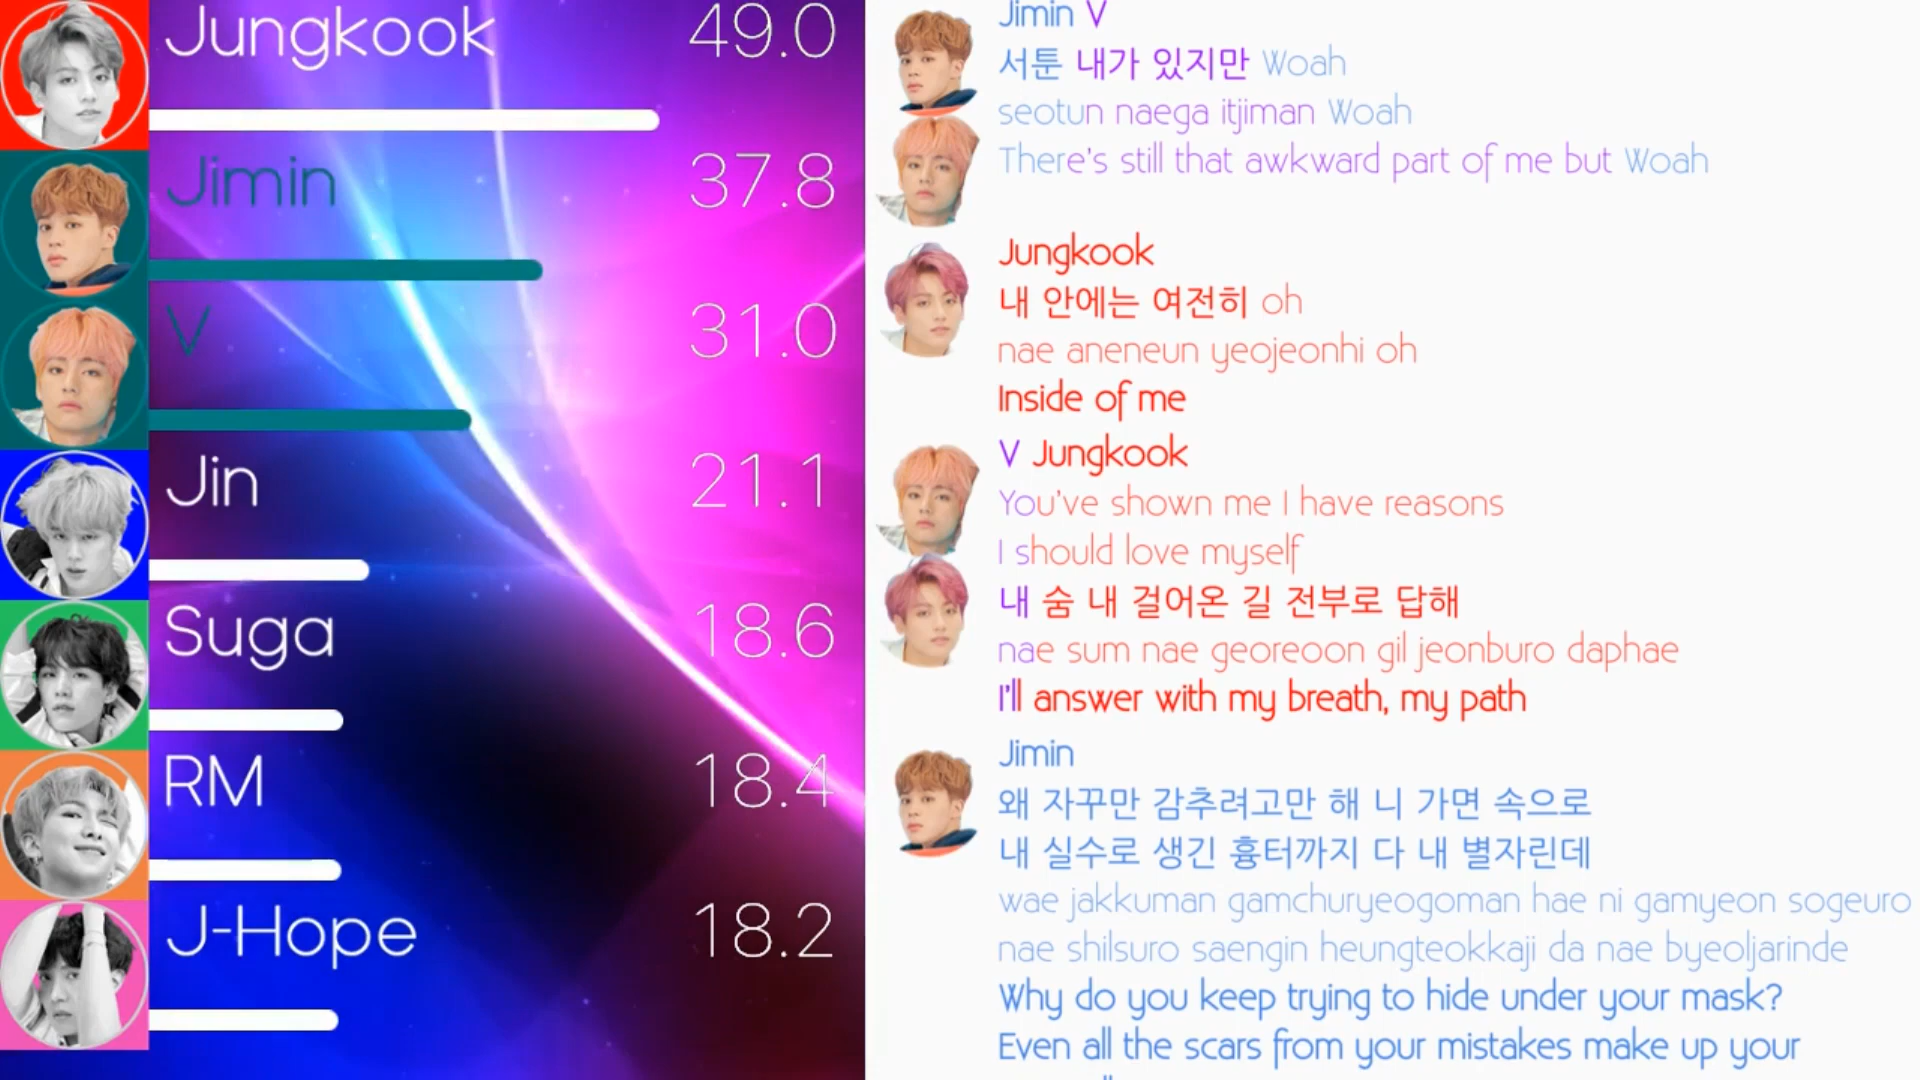 Jungkook 49.0
Jimin 37.8
V 31.0
Jin 21.1
Suga 18.6
RM 18.4
J-Hope 18.2
Jimin V
서툰 내가 있지만 Woah
seotun naega itjiman Woah
There's still that awkward part of me but Woah
Jungkook
내 안에는 여전히 oh
nae aneneun yeojeonhi oh
Inside of me
V Jungkook
You've shown me I have reasons
I should love myself
내 숨 내 걸어온 길 전부로 답해
nae sum nae georeoon gil jeonburo daphae
I'll answer with my breath, my path
Jimin
왜 자꾸만 감추려고만 해 니 가면 속으로
내 실수로 생긴 흉터까지 다 내 별자린데
wae jakkuman gamchuryeogoman hae ni gamyeon sogeuro
nae shilsuro saengin heungteokkaji da nae byeoljarinde
Why do you keep trying to hide under your mask?
Even all the scars from your mistakes make up your